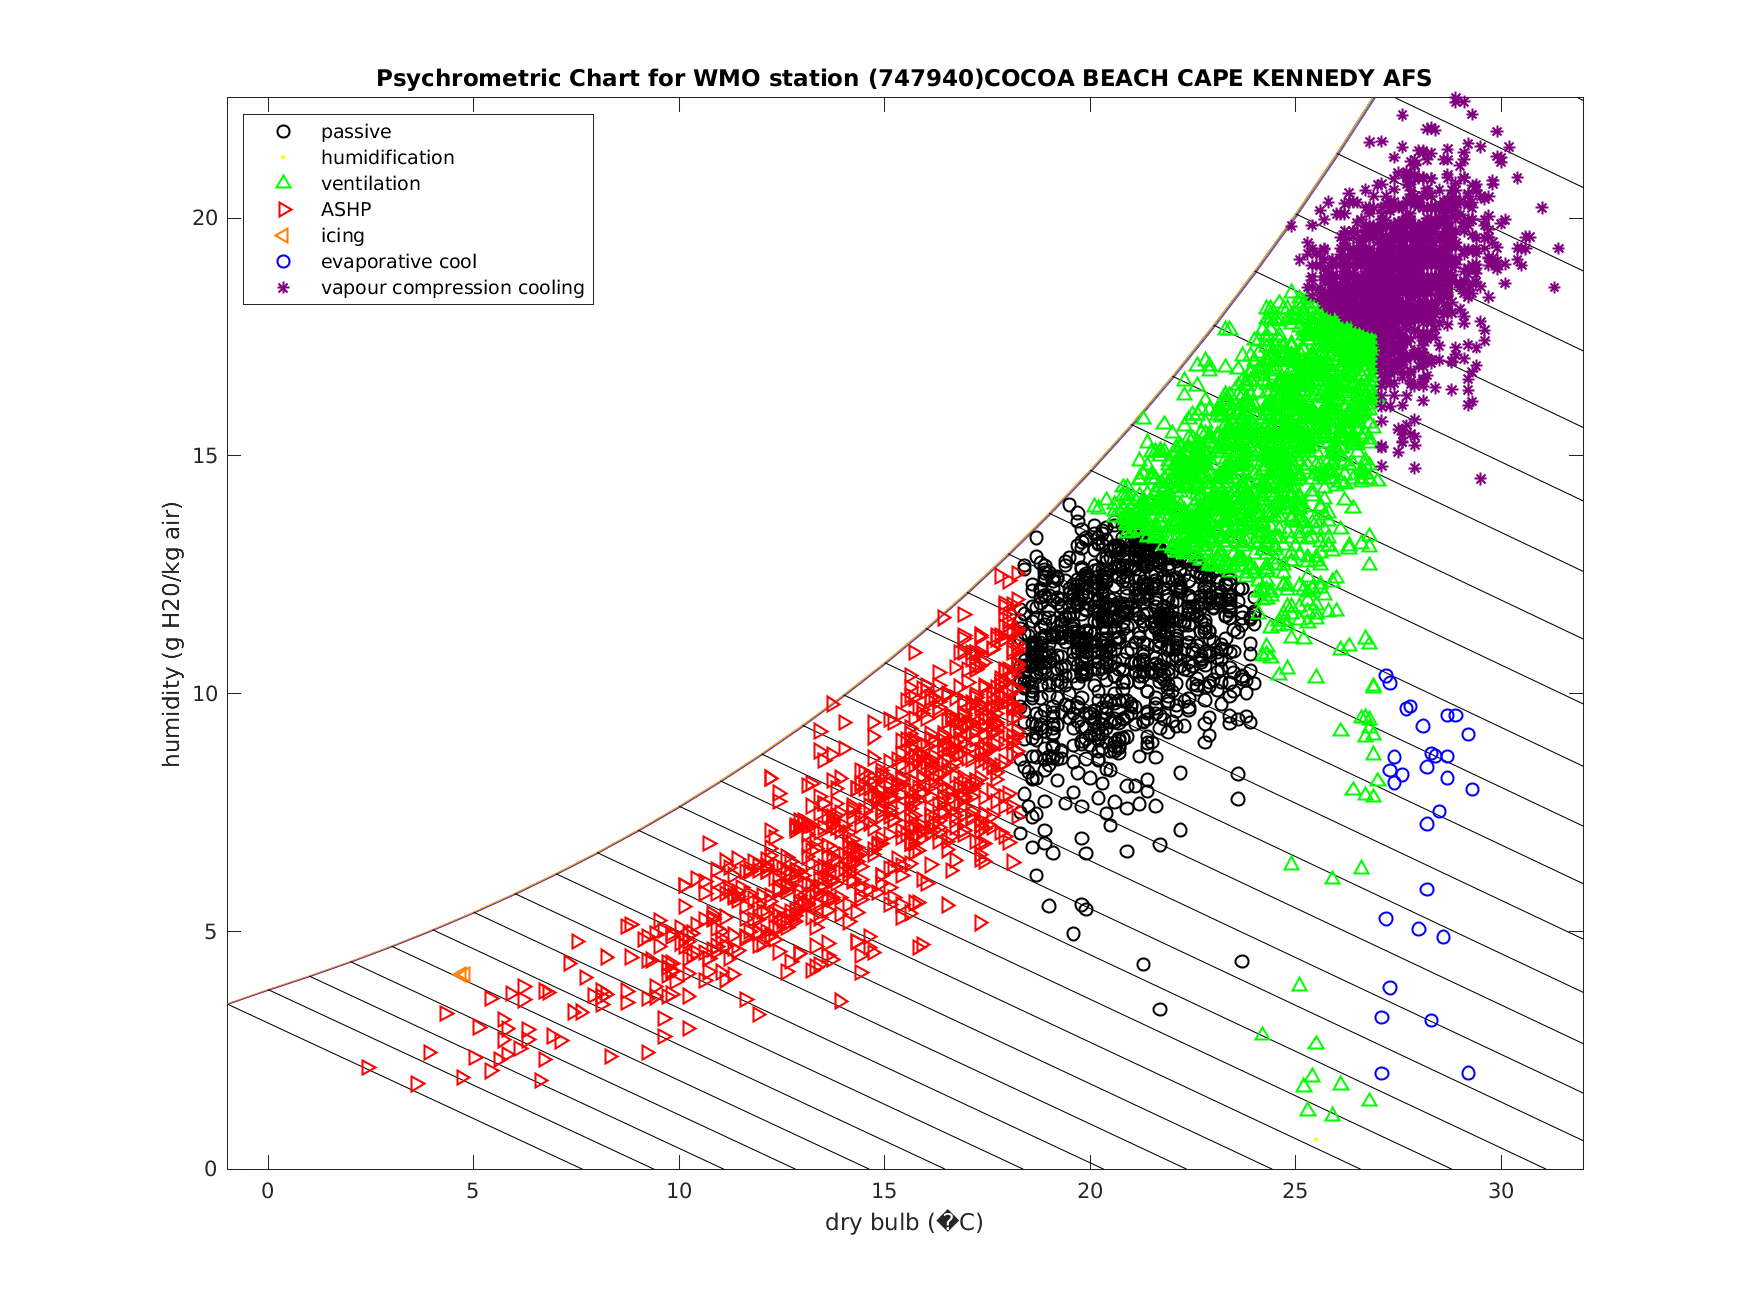 Psychrometric Chart for WMO station (747940)COCOA BEACH CAPE KENNEDY AFS
passive
humidification
ventilation
ASHP
icing
evaporative cool
vapour compression cooling
humidity (g H20/kg air)
20
15
10
5
0
0 5 10 15 20 25 30
dry bulb (�C)